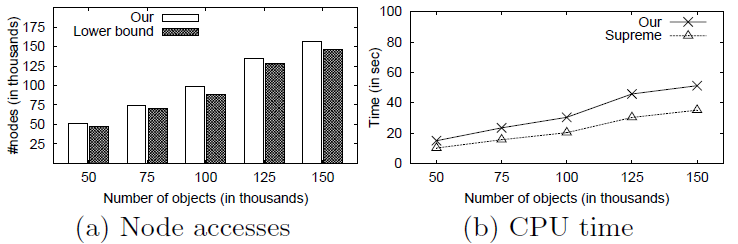 175
150
125
100
75
50
25
#nodes (in thousands)
Our
Lower bound
50 75 100 125 150
Number of objects (in thousands)
(a) Node accesses
100
80
60
40
20
0
Time (in sec)
Our
Supreme
50 75 100 125 150
Number of objects (in thousands)
(b) CPU time